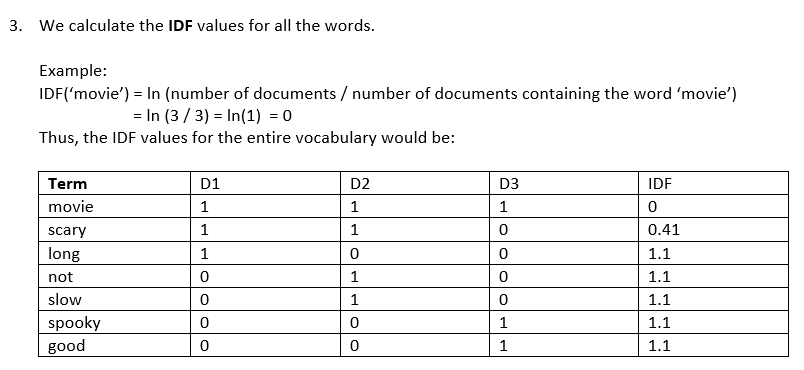 3. We calculate the IDF values for all the words.
Example:
IDF(‘movie’) = ln (number of documents / number of documents containing the word ‘movie’)
= ln (3 / 3) = ln(1) = 0
Thus, the IDF values for the entire vocabulary would be:
Term D1 D2 D3 IDF
movie 1 1 1 0
scary 1 1 0 0.41
long 1 0 0 1.1
not 0 1 0 1.1
slow 0 1 0 1.1
spooky 0 0 1 1.1
good 0 0 1 1.1